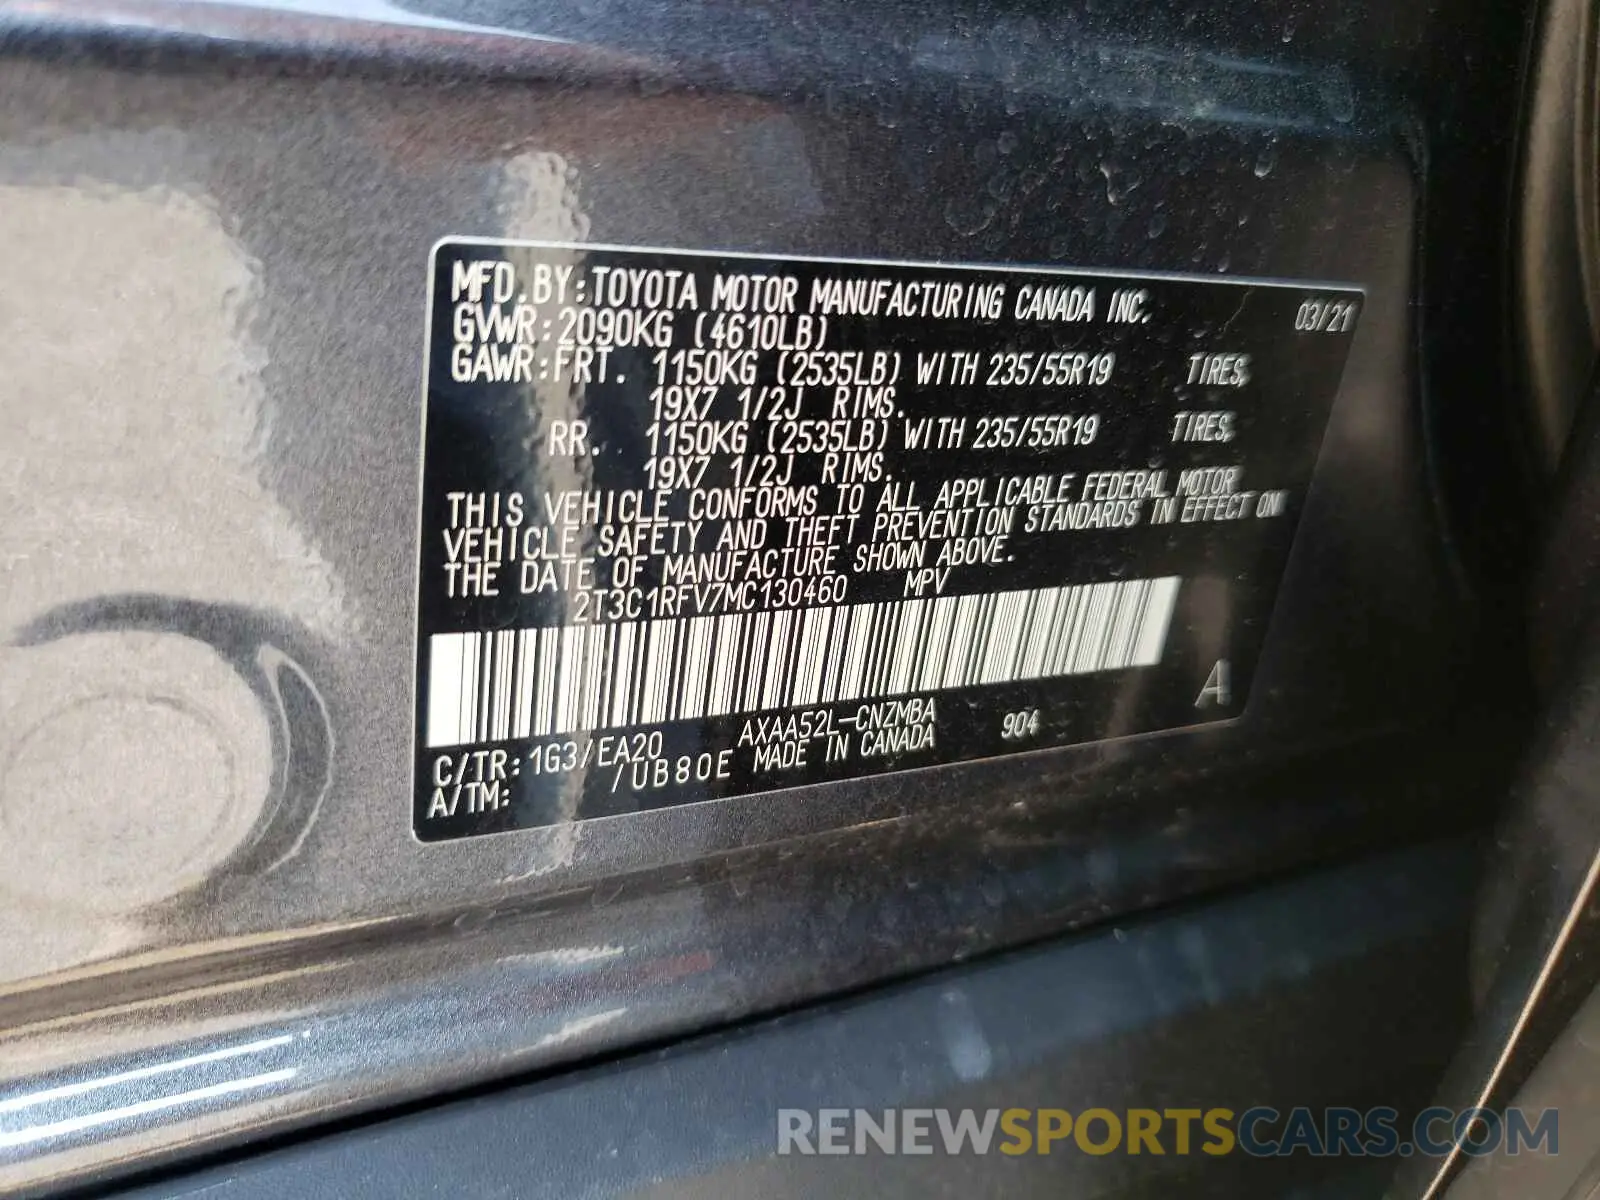 MFD. BY: TOYOTA MOTOR MANUFACTURING CANADA INC. 03/21
GVWR: 2090KG (4610LB)
GAWR: FRT. 1150KG (2535LB) WITH 235/55R19 TIRES,
19X7 1/2J RIMS.
RR. 1150KG (2535LB) WITH 235/55R19 TIRES,
19X7 1/2J RIMS.
THIS VEHICLE CONFORMS TO ALL APPLICABLE FEDERAL MOTOR
VEHICLE SAFETY AND THEFT PREVENTION STANDARDS IN EFFECT ON
THE DATE OF MANUFACTURE SHOWN ABOVE.
2T3C1RFV7MC130460 MPV
A
C/TR: 1G3/EA20 AXAA52L-CNZMBA 904
A/TM: /UB80E MADE IN CANADA
RENEWSPORTSCARS.COM